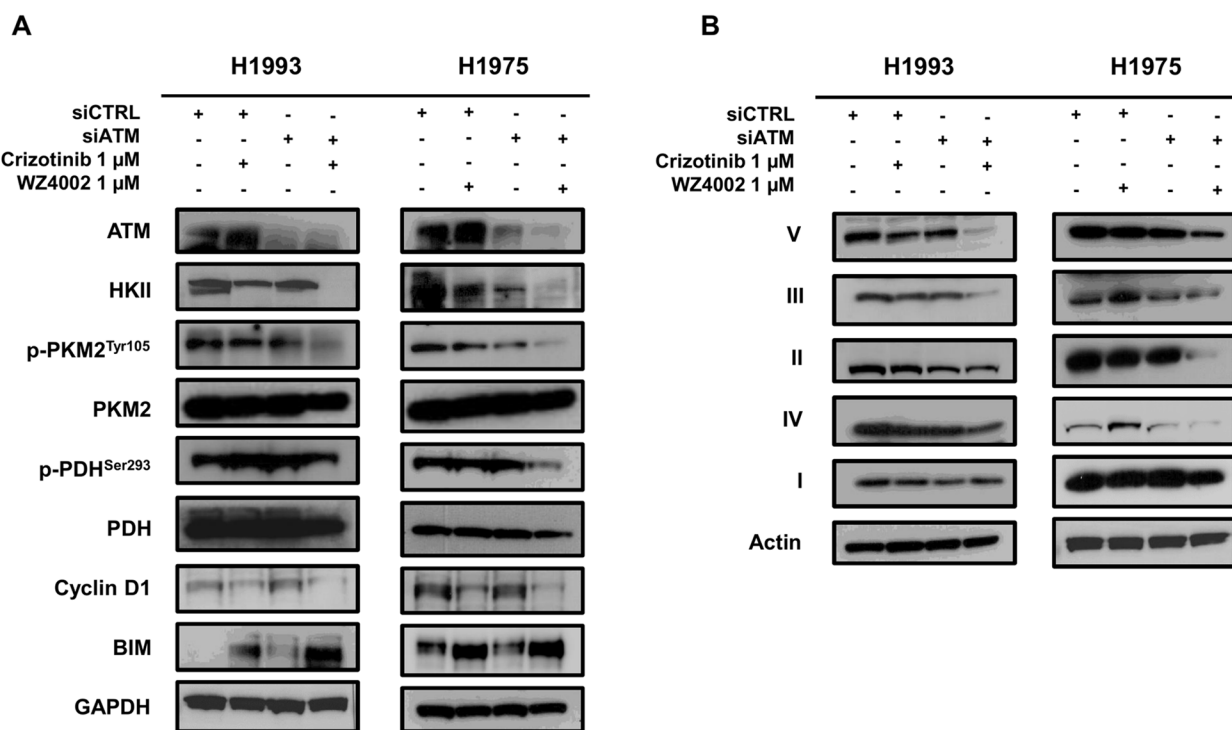 A
H1993 H1975
siCTRL + + - - + + - -
siATM - - + + - - + +
Crizotinib 1 µM - + - + - - - -
WZ4002 1 µM - - - - - + - +
ATM
HKII
p-PKM2Tyr105
PKM2
p-PDHSer293
PDH
Cyclin D1
BIM
GAPDH
B
H1993 H1975
siCTRL + + - - + + - -
siATM - - + + - - + +
Crizotinib 1 µM - + - + - - - -
WZ4002 1 µM - - - - - + - +
V
III
II
IV
I
Actin